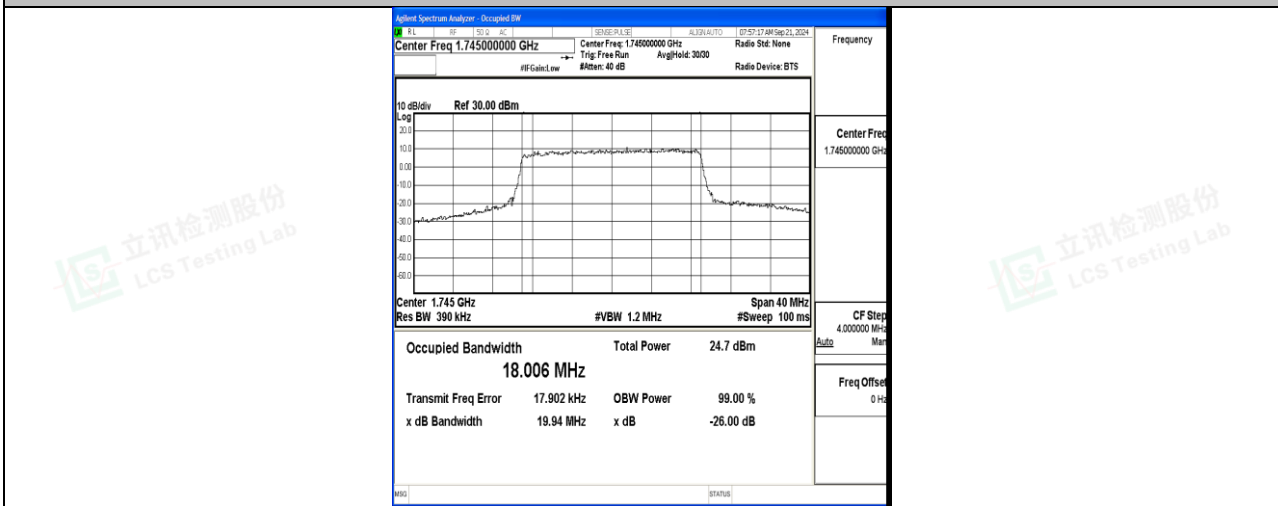 Agilent Spectrum Analyzer - Occupied BW
RL RF 50 Ω AC SENSE:PULSE ALIGN AUTO 07:57:17 AM Sep 21, 2024
Center Freq 1.745000000 GHz
Center Freq: 1.745000000 GHz
Radio Std: None
Trig: Free Run Avg|Hold: 30/30
#IFGain:Low
#Atten: 40 dB
Radio Device: BTS
Frequency
10 dB/div Ref 30.00 dBm
Log
20.0
10.0
0.00
-10.0
-20.0
-30.0
-40.0
-50.0
-60.0
Center Freq
1.745000000 GHz
Center 1.745 GHz
Span 40 MHz
Res BW 390 kHz
#VBW 1.2 MHz
#Sweep 100 ms
CF Step
4.000000 MHz
Auto Man
Occupied Bandwidth
Total Power 24.7 dBm
18.006 MHz
Transmit Freq Error 17.902 kHz
OBW Power 99.00 %
x dB Bandwidth 19.94 MHz
x dB -26.00 dB
Freq Offset
0 Hz
MSG
STATUS
立讯检测股份
LCS Testing Lab
立讯检测股份
LCS Testing Lab